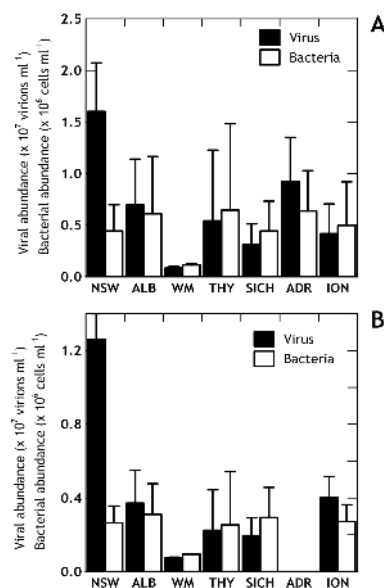 A
Virus
Bacteria
Viral abundance (x 10⁷ virions ml⁻¹)
Bacterial abundance (x 10⁶ cells ml⁻¹)
2.5
2.0
1.5
1.0
0.5
0.0
NSW ALB WM THY SICH ADR ION
B
Virus
Bacteria
Viral abundance (x 10⁷ virions ml⁻¹)
Bacterial abundance (x 10⁶ cells ml⁻¹)
1.2
0.8
0.4
0.0
NSW ALB WM THY SICH ADR ION